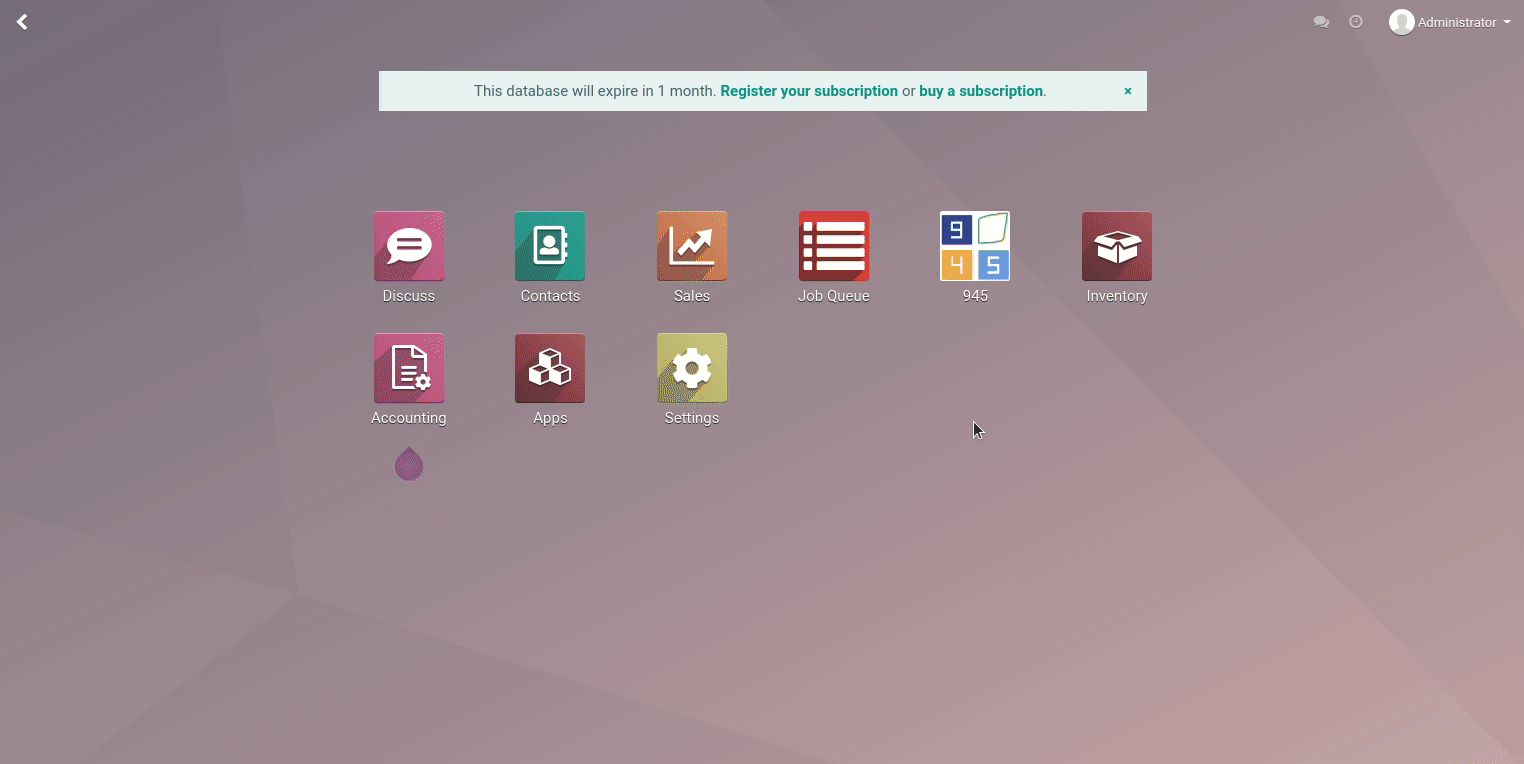 Administrator
This database will expire in 1 month. Register your subscription or buy a subscription. ×
9
4 5
Discuss Contacts Sales Job Queue 945 Inventory
Accounting Apps Settings